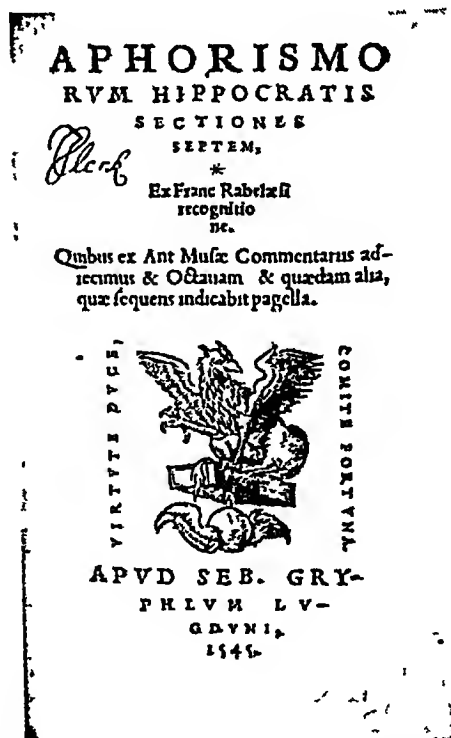 APHORISMO
RVM HIPPOCRATIS
SECTIONES
SEPTEM,
*
Ex Franc Rabelæsi
recognitio
ne.
Quibus ex Ant Musæ Commentariis ad-
iecimus & Octauam & quædam alia,
quæ sequens indicabit pagella.
VIRTVTE DVCE,
COMITE FORTVNA.
APVD SEB. GRY-
PHIVM LV-
GDVNI,
1545.